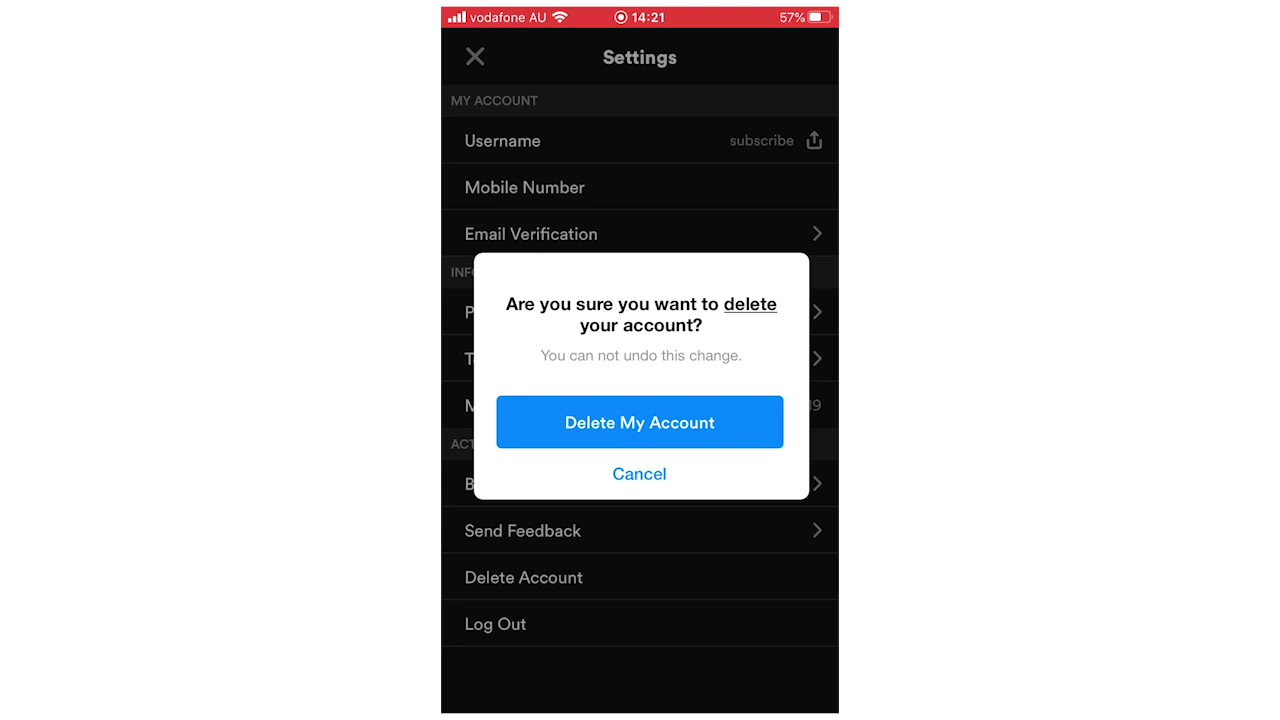 vodafone AU 14:21 57%
Settings
MY ACCOUNT
Username subscribe
Mobile Number
Email Verification
Are you sure you want to delete
your account?
You can not undo this change.
Delete My Account
Cancel
Send Feedback
Delete Account
Log Out